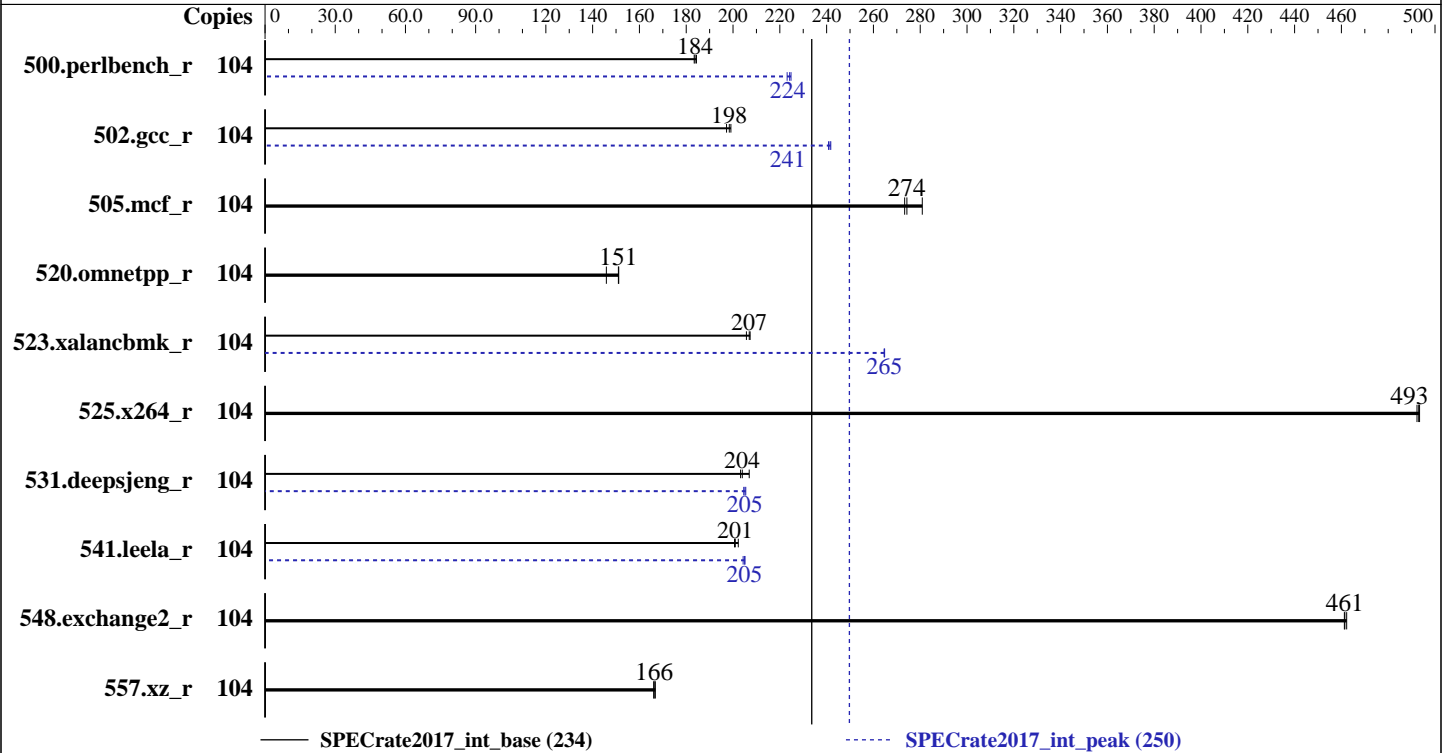 Copies 0 30.0 60.0 90.0 120 140 160 180 200 220 240 260 280 300 320 340 360 380 400 420 440 460 500
184
500.perlbench_r 104
224
198
502.gcc_r 104
241
274
505.mcf_r 104
151
520.omnetpp_r 104
207
523.xalancbmk_r 104
265
493
525.x264_r 104
204
531.deepsjeng_r 104
205
201
541.leela_r 104
205
461
548.exchange2_r 104
166
557.xz_r 104
SPECrate2017_int_base (234) SPECrate2017_int_peak (250)